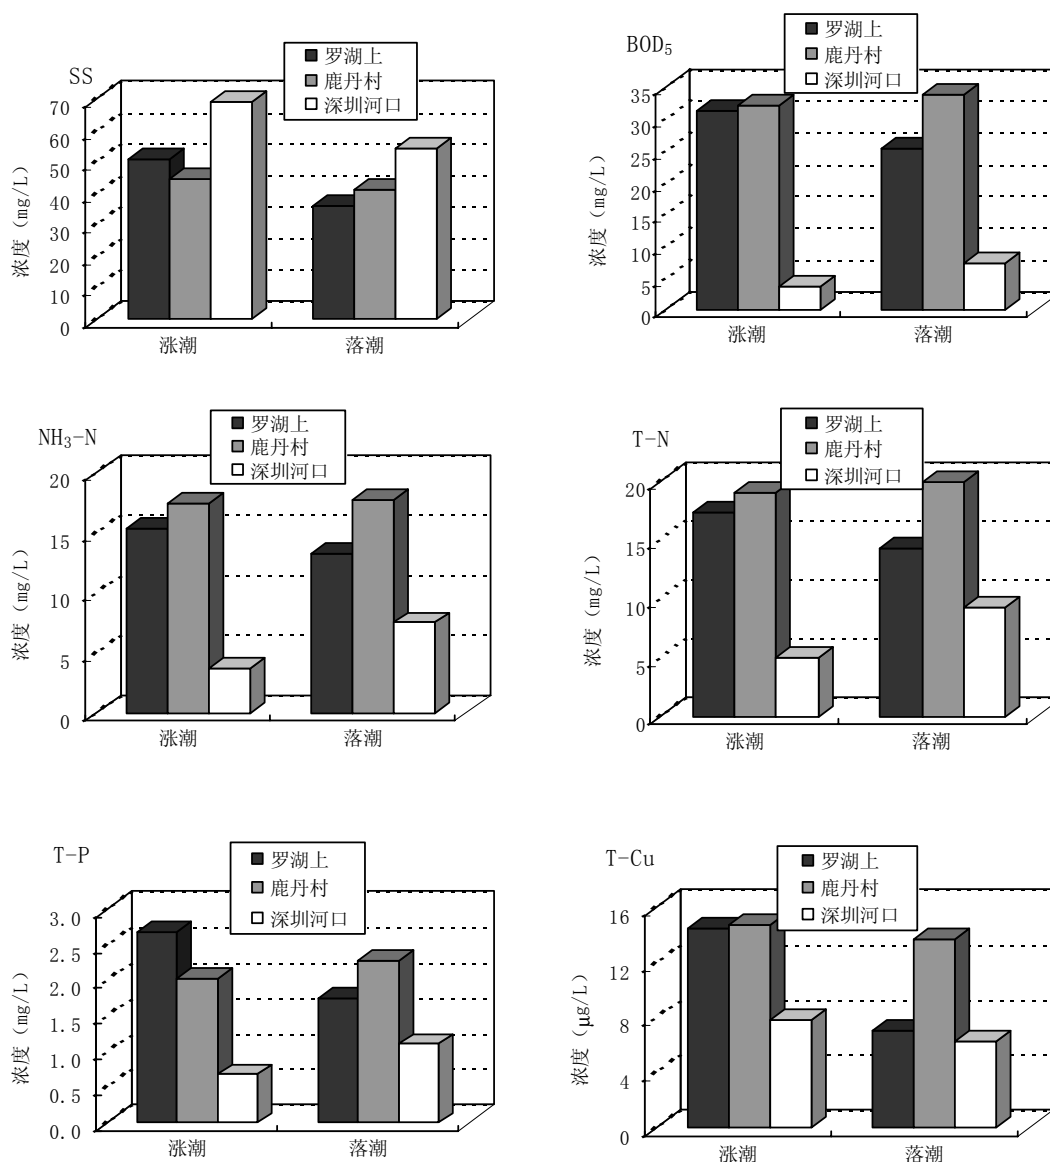 SS
罗湖上
鹿丹村
深圳河口
浓度 (mg/L)
70
60
50
40
30
20
10
0
涨潮
落潮
BOD₅
罗湖上
鹿丹村
深圳河口
浓度 (mg/L)
35
30
25
20
15
10
5
0
涨潮
落潮
NH₃-N
罗湖上
鹿丹村
深圳河口
浓度 (mg/L)
20
15
10
5
0
涨潮
落潮
T-N
罗湖上
鹿丹村
深圳河口
浓度 (mg/L)
20
15
10
5
0
涨潮
落潮
T-P
罗湖上
鹿丹村
深圳河口
浓度 (mg/L)
3.0
2.5
2.0
1.5
1.0
0.5
0.0
涨潮
落潮
T-Cu
罗湖上
鹿丹村
深圳河口
浓度 (μg/L)
16
12
8
4
0
涨潮
落潮